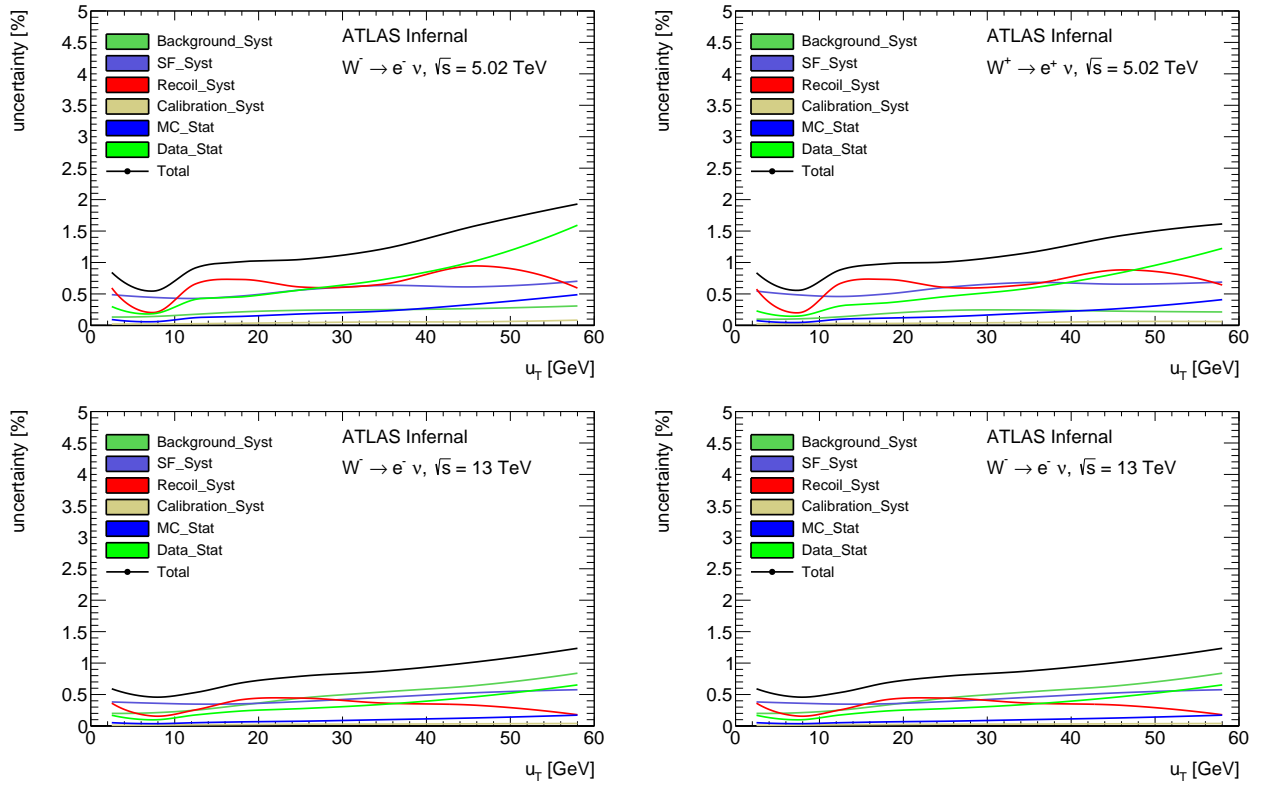 uncertainty [%]
5
4.5
4
3.5
3
2.5
2
1.5
1
0.5
0
Background_Syst
SF_Syst
Recoil_Syst
Calibration_Syst
MC_Stat
Data_Stat
Total
ATLAS Internal
W⁻ → e⁻ ν, √s = 5.02 TeV
0 10 20 30 40 50 60
u_T [GeV]
uncertainty [%]
5
4.5
4
3.5
3
2.5
2
1.5
1
0.5
0
Background_Syst
SF_Syst
Recoil_Syst
Calibration_Syst
MC_Stat
Data_Stat
Total
ATLAS Internal
W⁺ → e⁺ ν, √s = 5.02 TeV
0 10 20 30 40 50 60
u_T [GeV]
uncertainty [%]
5
4.5
4
3.5
3
2.5
2
1.5
1
0.5
0
Background_Syst
SF_Syst
Recoil_Syst
Calibration_Syst
MC_Stat
Data_Stat
Total
ATLAS Internal
W⁻ → e⁻ ν, √s = 13 TeV
0 10 20 30 40 50 60
u_T [GeV]
uncertainty [%]
5
4.5
4
3.5
3
2.5
2
1.5
1
0.5
0
Background_Syst
SF_Syst
Recoil_Syst
Calibration_Syst
MC_Stat
Data_Stat
Total
ATLAS Internal
W⁻ → e⁻ ν, √s = 13 TeV
0 10 20 30 40 50 60
u_T [GeV]